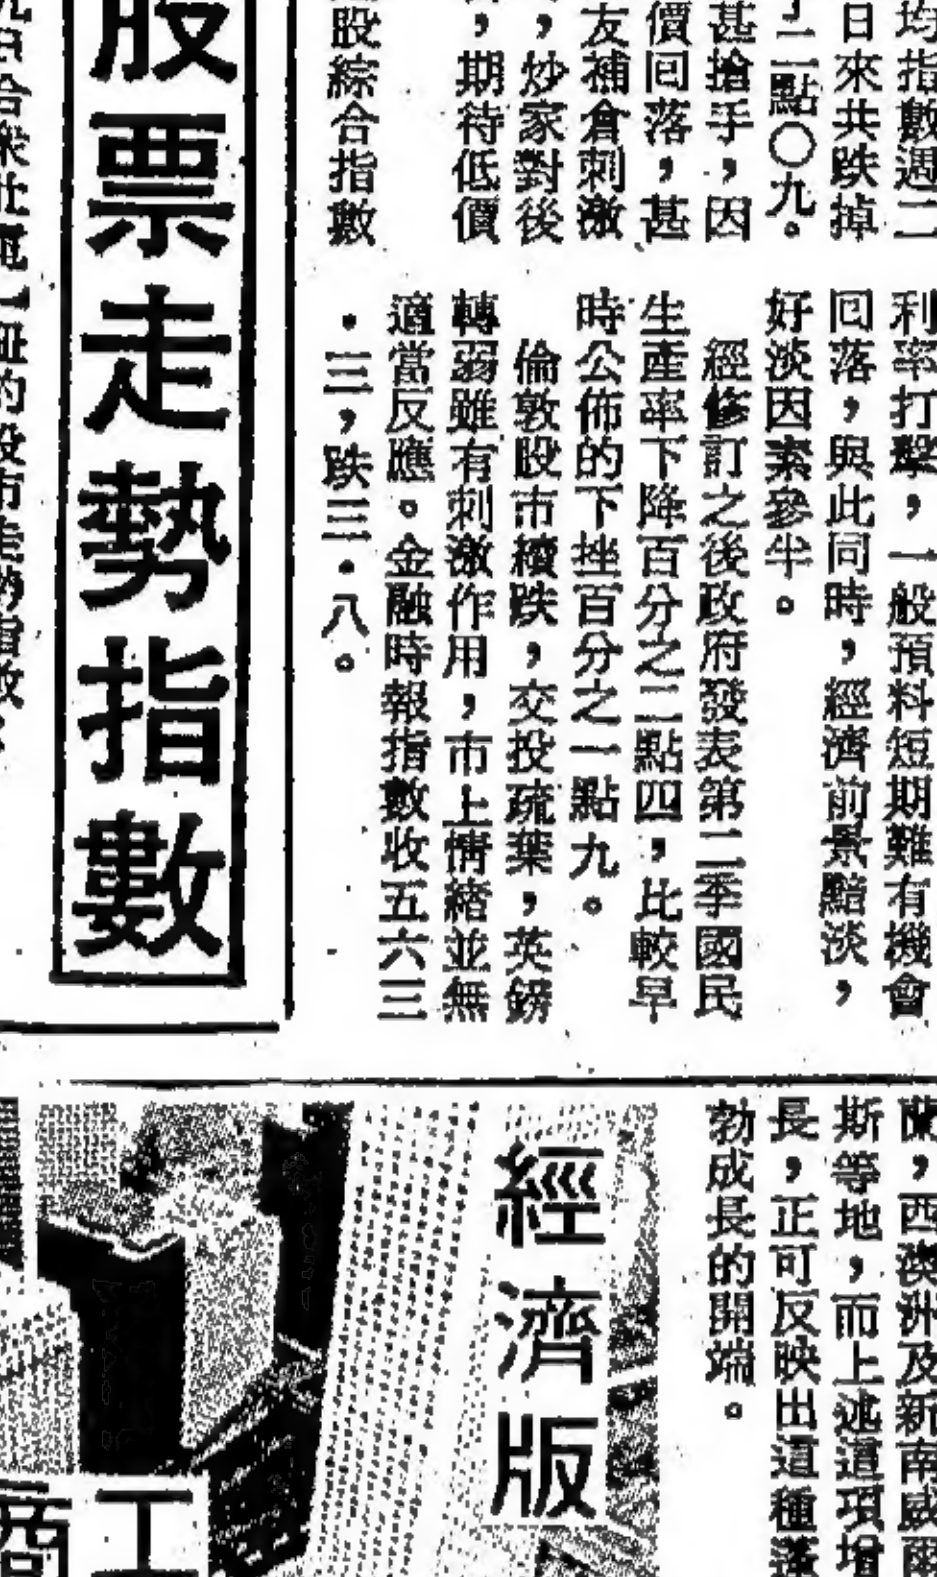 均指數週二
日來共跌掉
二點〇九。
甚搶手，因
價回落，甚
友補倉刺激
，炒家對後
，期待低價
股綜合指數
利率打擊，一般預料短期難有機會
回落，與此同時，經濟前景黯淡，
好淡因素參半。
經修訂之後政府發表第二季國民
生產率下降百分之二點四，比較早
時公佈的下挫百分之一點九。
倫敦股市續跌，交投疏葉，英鎊
轉弱雖有刺激作用，市上情緒並無
適當反應。金融時報指數收五六三
．三，跌三．八。
股票走勢指數
蘭，西澳洲及新南威爾
斯等地，而上述這項增
長，正可反映出這種蓬
勃成長的開端。
經濟版
工
商